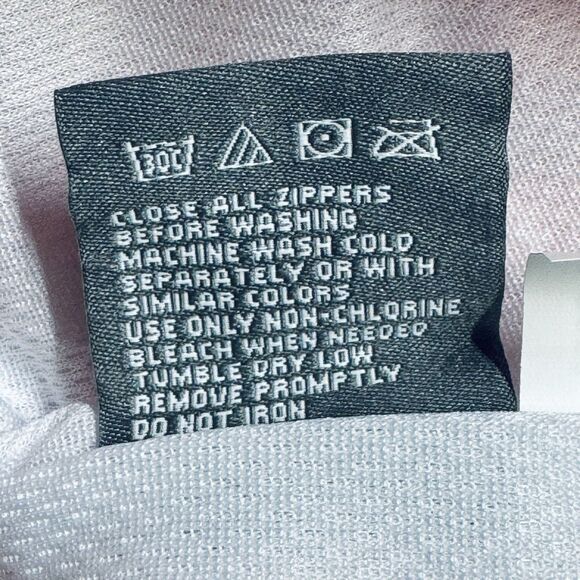 30C
CLOSE ALL ZIPPERS
BEFORE WASHING
MACHINE WASH COLD
SEPARATELY OR WITH
SIMILAR COLORS
USE ONLY NON-CHLORINE
BLEACH WHEN NEEDED
TUMBLE DRY LOW
REMOVE PROMPTLY
DO NOT IRON